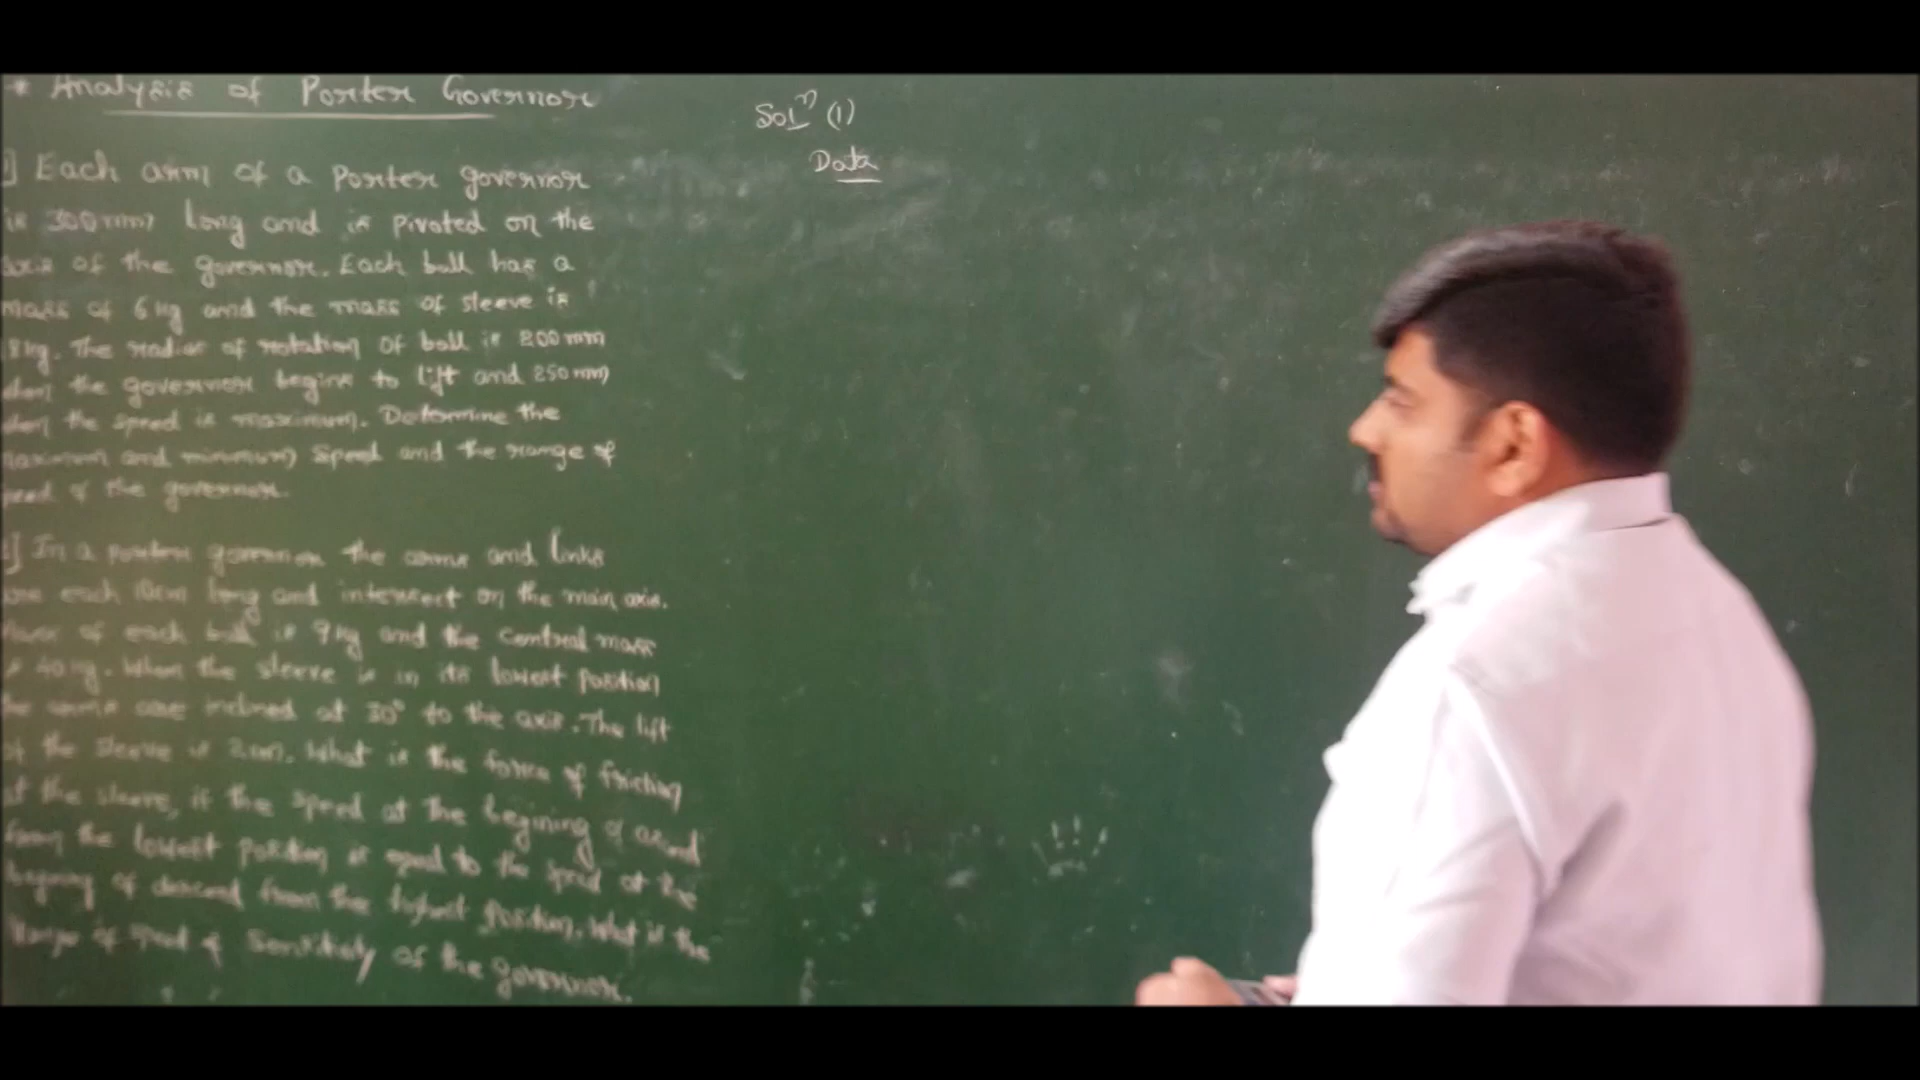 * Analysis of Porter Governor
1] Each arm of a Porter governor
is 300mm long and is pivoted on the
axis of the governor. Each ball has a
mass of 6 kg and the mass of sleeve is
8kg. The radius of rotation of ball is 200mm
when the governor begins to lift and 250mm
when the speed is maximum. Determine the
maximum and minimum speed and the range of
speed of the governor.
2] In a porter governor the arms and links
are each 10cm long and intersect on the main axis.
Mass of each ball is 9 kg and the central mass
is 40 kg. When the sleeve is in its lowest position
the arms are inclined at 30° to the axis. The lift
of the sleeve is 2cm. What is the force of friction
at the sleeve, if the speed at the begining of ascend
from the lowest position is equal to the speed at the
begining of descend from the highest position. What is the
Range of speed & Sensitiety of the governor.
Solⁿ (1)
Data